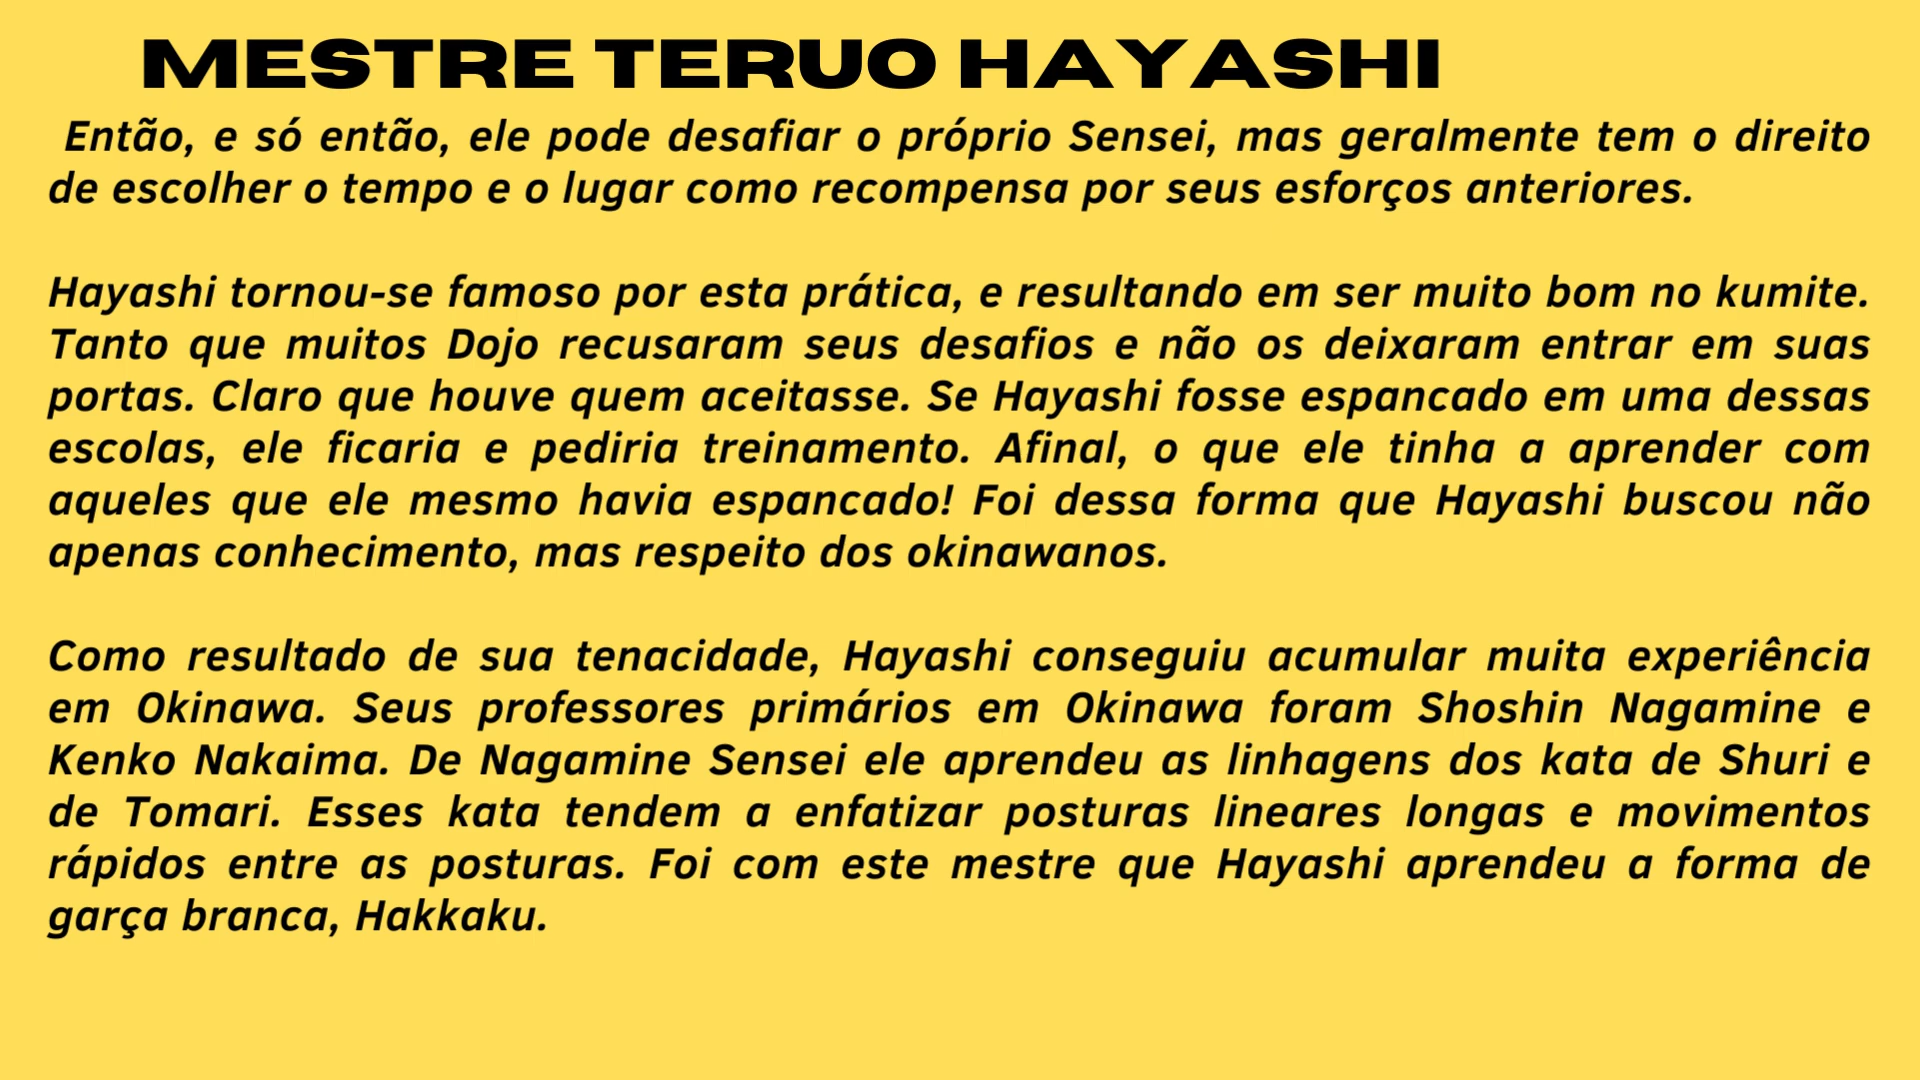 MESTRE TERUO HAYASHI
Então, e só então, ele pode desafiar o próprio Sensei, mas geralmente tem o direito
de escolher o tempo e o lugar como recompensa por seus esforços anteriores.
Hayashi tornou-se famoso por esta prática, e resultando em ser muito bom no kumite.
Tanto que muitos Dojo recusaram seus desafios e não os deixaram entrar em suas
portas. Claro que houve quem aceitasse. Se Hayashi fosse espancado em uma dessas
escolas, ele ficaria e pediria treinamento. Afinal, o que ele tinha a aprender com
aqueles que ele mesmo havia espancado! Foi dessa forma que Hayashi buscou não
apenas conhecimento, mas respeito dos okinawanos.
Como resultado de sua tenacidade, Hayashi conseguiu acumular muita experiência
em Okinawa. Seus professores primários em Okinawa foram Shoshin Nagamine e
Kenko Nakaima. De Nagamine Sensei ele aprendeu as linhagens dos kata de Shuri e
de Tomari. Esses kata tendem a enfatizar posturas lineares longas e movimentos
rápidos entre as posturas. Foi com este mestre que Hayashi aprendeu a forma de
garça branca, Hakkaku.